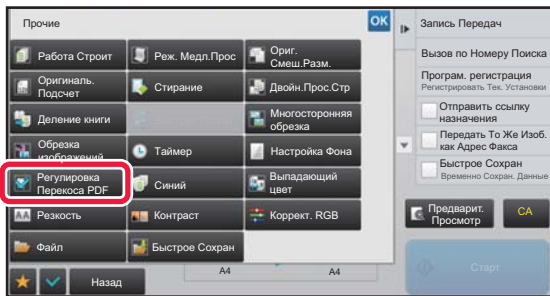 Прочие
OK
Работа Строит
Реж. Медл.Прос
Ориг.
Смеш.Разм.
Оригиналь.
Подсчет
Стирание
Двойн.Прос.Стр
Деление книги
Многосторонняя
обрезка
Обрезка
изображений
Таймер
Настройка Фона
Регулировка
Перекоса PDF
Синий
Выпадающий
цвет
AA
Резкость
Контраст
Коррект. RGB
Файл
Быстрое Сохран
Назад
A4
A4
Запись Передач
Вызов по Номеру Поиска
Програм. регистрация
Регистрировать Тек. Установки
Отправить ссылку
назначения
Передать То Же Изоб.
как Адрес Факса
Быстрое Сохран
Временно Сохран. Данные
Предварит.
Просмотр
CA
Старт